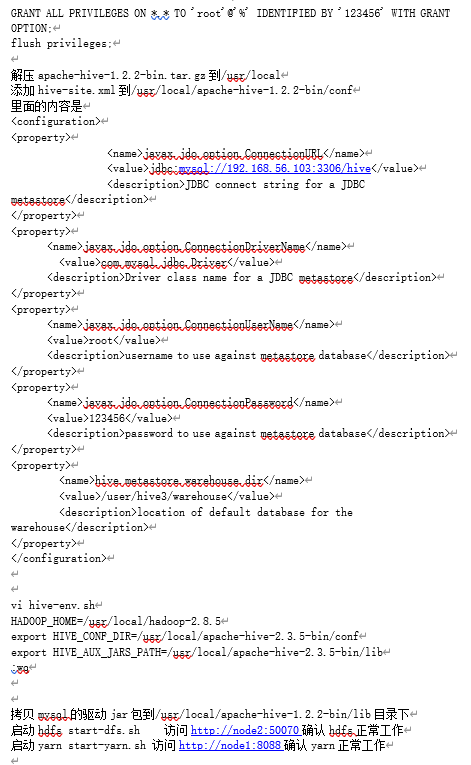 GRANT ALL PRIVILEGES ON *.* TO 'root'@'%' IDENTIFIED BY '123456' WITH GRANT
OPTION;
flush privileges;
解压 apache-hive-1.2.2-bin.tar.gz 到/usr/local
添加 hive-site.xml 到/usr/local/apache-hive-1.2.2-bin/conf
里面的内容是
<configuration>
<property>
<name>javax.jdo.option.ConnectionURL</name>
<value>jdbc:mysql://192.168.56.103:3306/hive</value>
<description>JDBC connect string for a JDBC
metastore</description>
</property>
<property>
<name>javax.jdo.option.ConnectionDriverName</name>
<value>com.mysql.jdbc.Driver</value>
<description>Driver class name for a JDBC metastore</description>
</property>
<property>
<name>javax.jdo.option.ConnectionUserName</name>
<value>root</value>
<description>username to use against metastore database</description>
</property>
<property>
<name>javax.jdo.option.ConnectionPassword</name>
<value>123456</value>
<description>password to use against metastore database</description>
</property>
<property>
<name>hive.metastore.warehouse.dir</name>
<value>/user/hive3/warehouse</value>
<description>location of default database for the
warehouse</description>
</property>
</configuration>
vi hive-env.sh
HADOOP_HOME=/usr/local/hadoop-2.8.5
export HIVE_CONF_DIR=/usr/local/apache-hive-2.3.5-bin/conf
export HIVE_AUX_JARS_PATH=/usr/local/apache-hive-2.3.5-bin/lib
:wq
拷贝 mysql 的驱动 jar 包到/usr/local/apache-hive-1.2.2-bin/lib 目录下
启动 hdfs start-dfs.sh 访问 http://node2:50070 确认 hdfs 正常工作
启动 yarn start-yarn.sh 访问 http://node1:8088 确认 yarn 正常工作